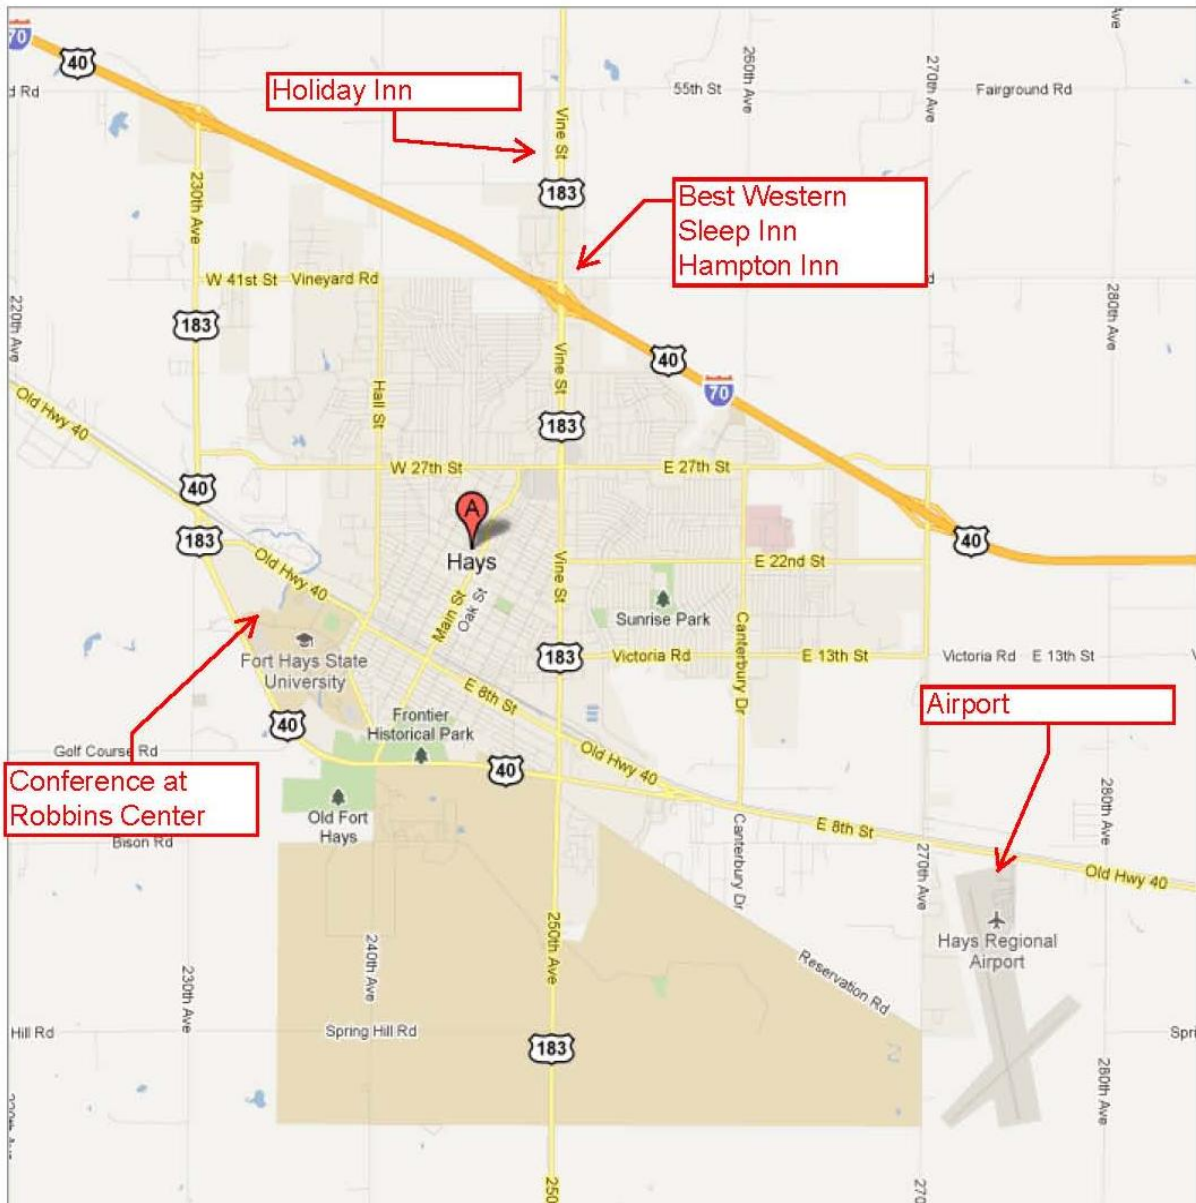 70
40
Holiday Inn
d Rd
55th St
260th Ave
270th Ave
Fairground Rd
Vine St
183
Best Western
Sleep Inn
Hampton Inn
230th Ave
W 41st St
Vineyard Rd
220th Ave
183
280th Ave
Vine St
40
70
Hall St
183
Old Hwy 40
W 27th St
E 27th St
40
A
183
40
Hays
Old Hwy 40
Vine St
E 22nd St
Main St
Oak St
Sunrise Park
Canterbury Dr
Fort Hays State
University
183
Victoria Rd
E 13th St
Victoria Rd
E 13th St
E 8th St
Airport
40
Frontier
Historical Park
Golf Course Rd
Old Hwy 40
40
Conference at
Robbins Center
280th Ave
Old Fort
Hays
E 8th St
Bison Rd
Canterbury Dr
270th Ave
Old Hwy 40
250th Ave
Hays Regional
Airport
240th Ave
230th Ave
Reservation Rd
Hill Rd
Spring Hill Rd
183
280th Ave